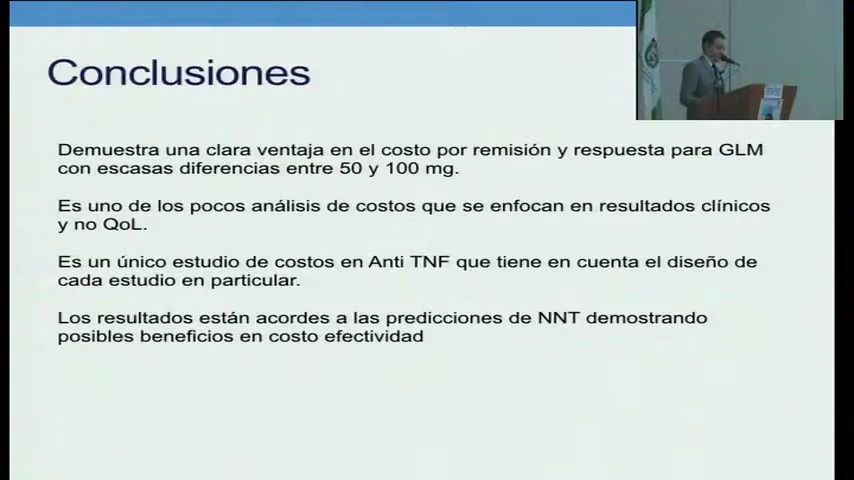 Conclusiones
Demuestra una clara ventaja en el costo por remisión y respuesta para GLM
con escasas diferencias entre 50 y 100 mg.
Es uno de los pocos análisis de costos que se enfocan en resultados clínicos
y no QoL.
Es un único estudio de costos en Anti TNF que tiene en cuenta el diseño de
cada estudio en particular.
Los resultados están acordes a las predicciones de NNT demostrando
posibles beneficios en costo efectividad